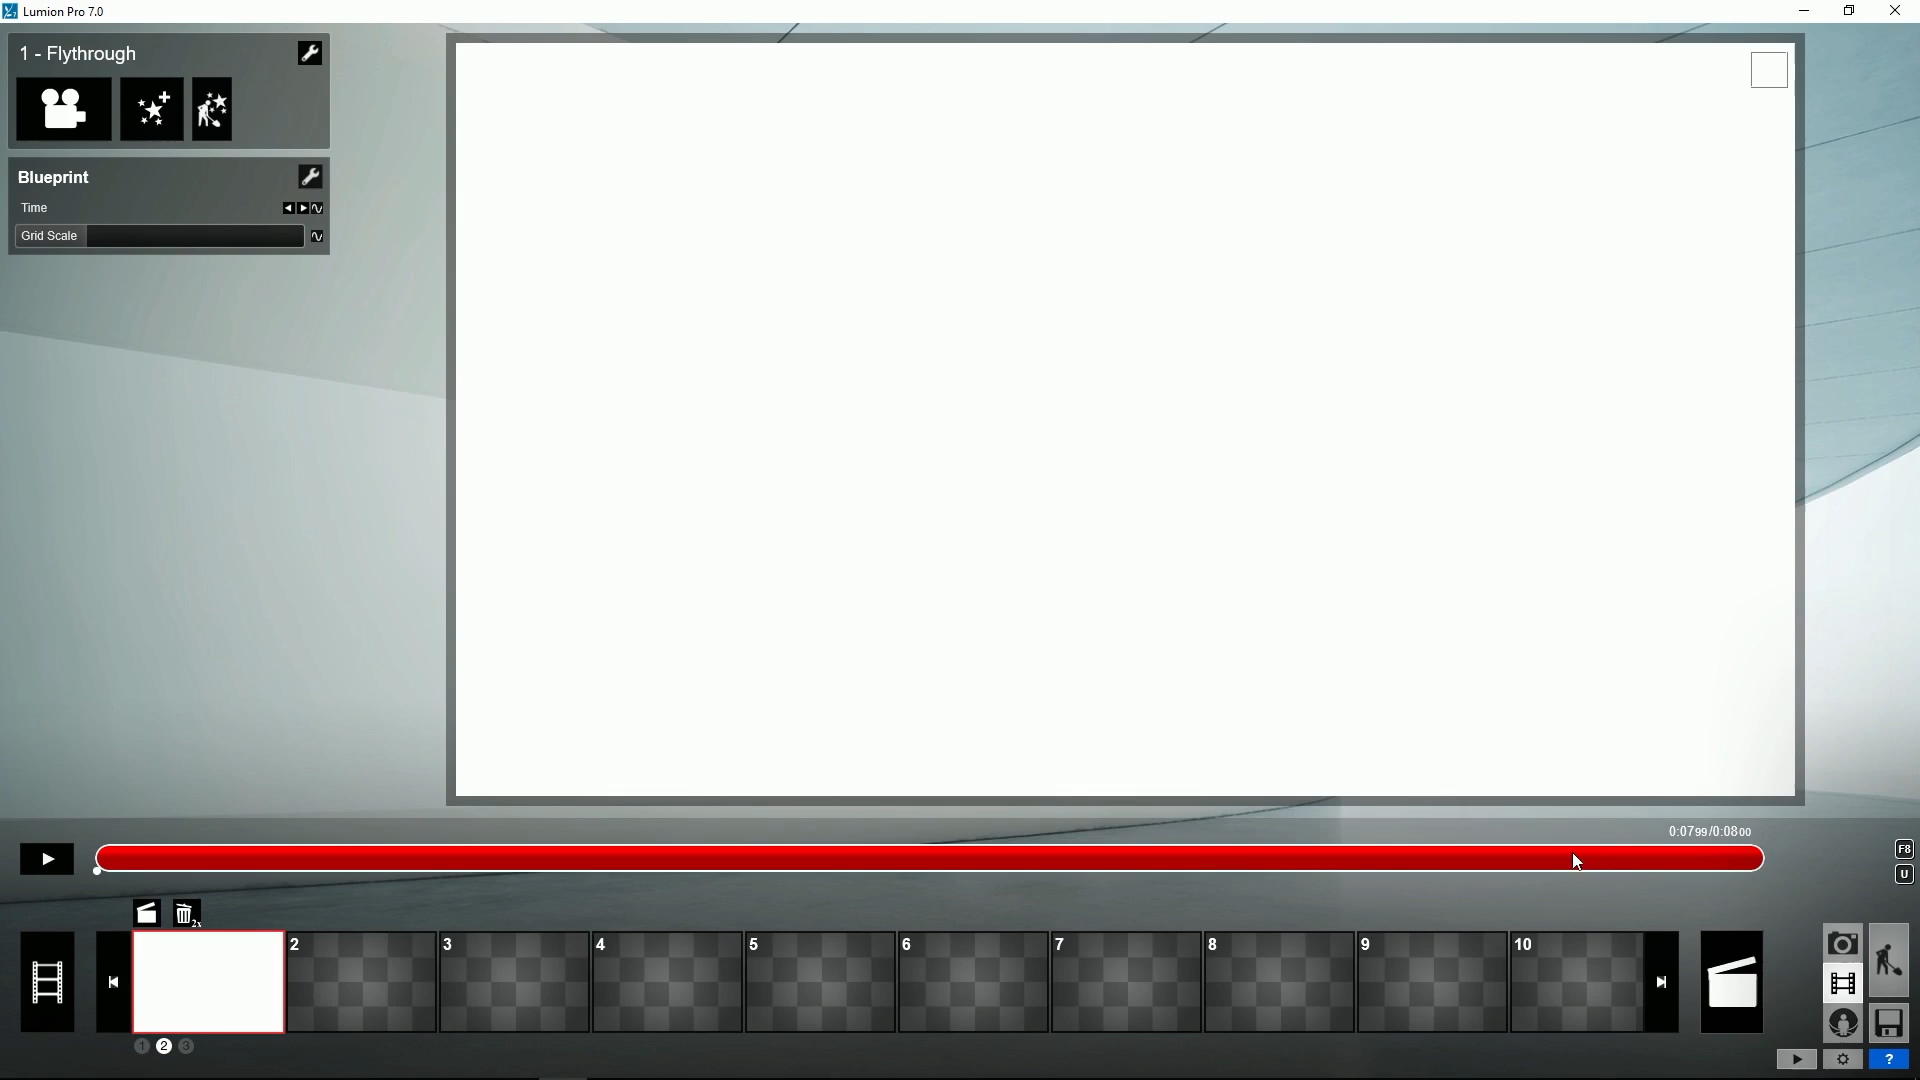 Lumion Pro 7.0
1 - Flythrough
Blueprint
Time
Grid Scale
0:0799/0:0800
F8
U
2x
2
3
4
5
6
7
8
9
10
1 2 3
?